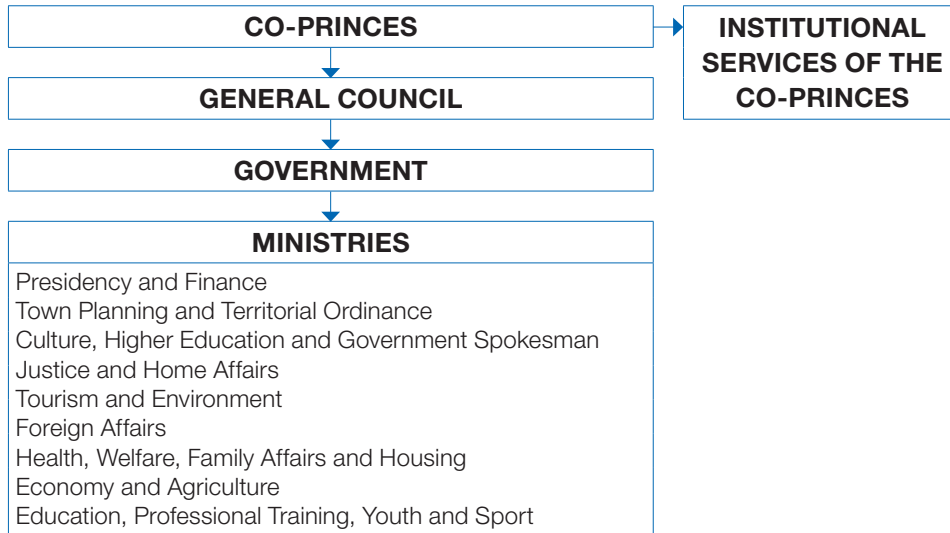 CO-PRINCES
INSTITUTIONAL
SERVICES OF THE
CO-PRINCES
GENERAL COUNCIL
GOVERNMENT
MINISTRIES
Presidency and Finance
Town Planning and Territorial Ordinance
Culture, Higher Education and Government Spokesman
Justice and Home Affairs
Tourism and Environment
Foreign Affairs
Health, Welfare, Family Affairs and Housing
Economy and Agriculture
Education, Professional Training, Youth and Sport